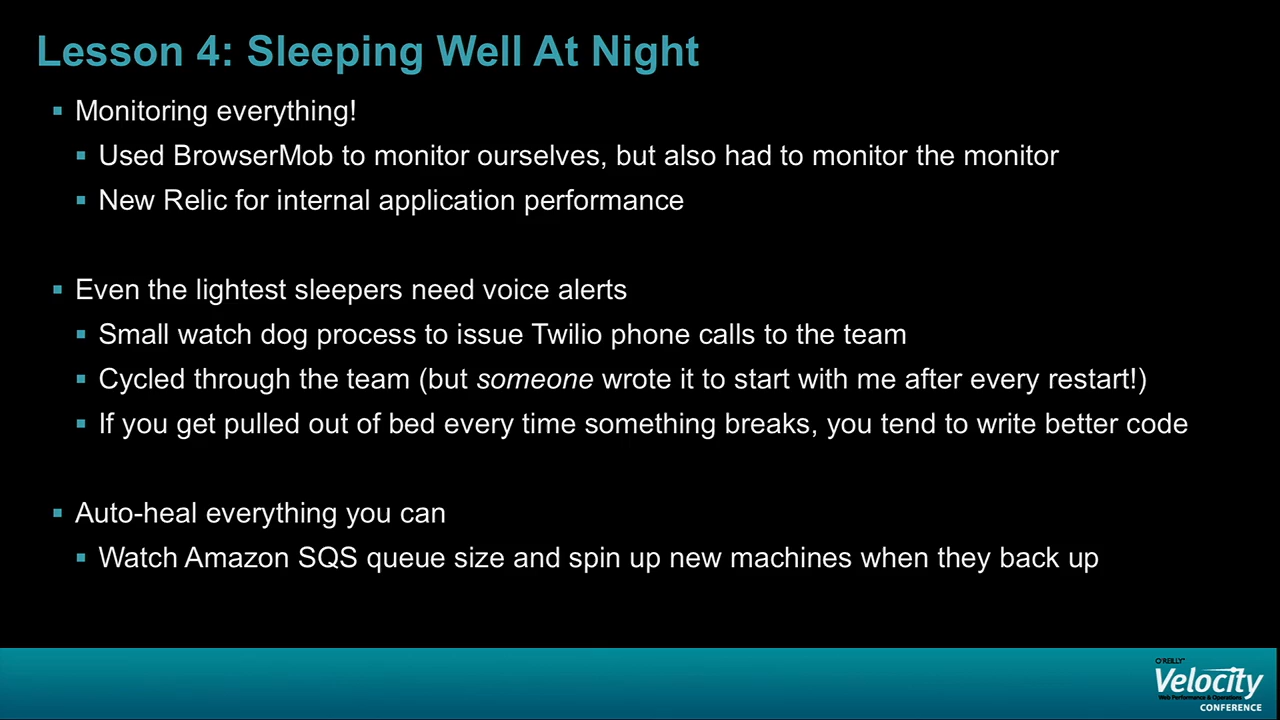 Lesson 4: Sleeping Well At Night
Monitoring everything!
Used BrowserMob to monitor ourselves, but also had to monitor the monitor
New Relic for internal application performance
Even the lightest sleepers need voice alerts
Small watch dog process to issue Twilio phone calls to the team
Cycled through the team (but someone wrote it to start with me after every restart!)
If you get pulled out of bed every time something breaks, you tend to write better code
Auto-heal everything you can
Watch Amazon SQS queue size and spin up new machines when they back up
O'REILLY
Velocity
Web Performance & Operations
CONFERENCE